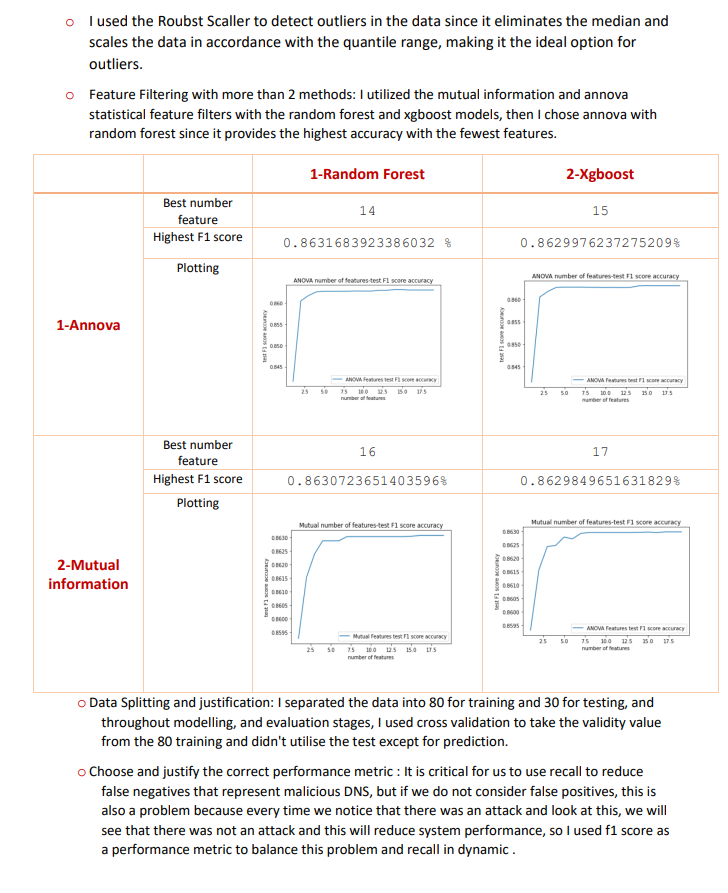 o I used the Roubst Scaller to detect outliers in the data since it eliminates the median and
scales the data in accordance with the quantile range, making it the ideal option for
outliers.
o Feature Filtering with more than 2 methods: I utilized the mutual information and annova
statistical feature filters with the random forest and xgboost models, then I chose annova with
random forest since it provides the highest accuracy with the fewest features.
1-Random Forest 2-Xgboost
1-Annova
Best number
feature
14 15
Highest F1 score 0.8631683923386032 % 0.8629976237275209%
Plotting
ANOVA number of features-test F1 score accuracy
test F1 score accuracy
0.860
0.855
0.850
0.845
ANOVA Features test F1 score accuracy
2.5 5.0 7.5 10.0 12.5 15.0 17.5
number of features
ANOVA number of features-test F1 score accuracy
test F1 score accuracy
0.860
0.855
0.850
0.845
ANOVA Features test F1 score accuracy
2.5 5.0 7.5 10.0 12.5 15.0 17.5
number of features
2-Mutual
information
Best number
feature
16 17
Highest F1 score 0.8630723651403596% 0.8629849651631829%
Plotting
Mutual number of features-test F1 score accuracy
test F1 score accuracy
0.8630
0.8625
0.8620
0.8615
0.8610
0.8605
0.8600
0.8595
Mutual Features test F1 score accuracy
2.5 5.0 7.5 10.0 12.5 15.0 17.5
number of features
Mutual number of features-test F1 score accuracy
test F1 score accuracy
0.8630
0.8625
0.8620
0.8615
0.8610
0.8605
0.8600
0.8595
ANOVA Features test F1 score accuracy
2.5 5.0 7.5 10.0 12.5 15.0 17.5
number of features
o Data Splitting and justification: I separated the data into 80 for training and 30 for testing, and
throughout modelling, and evaluation stages, I used cross validation to take the validity value
from the 80 training and didn't utilise the test except for prediction.
o Choose and justify the correct performance metric : It is critical for us to use recall to reduce
false negatives that represent malicious DNS, but if we do not consider false positives, this is
also a problem because every time we notice that there was an attack and look at this, we will
see that there was not an attack and this will reduce system performance, so I used f1 score as
a performance metric to balance this problem and recall in dynamic .